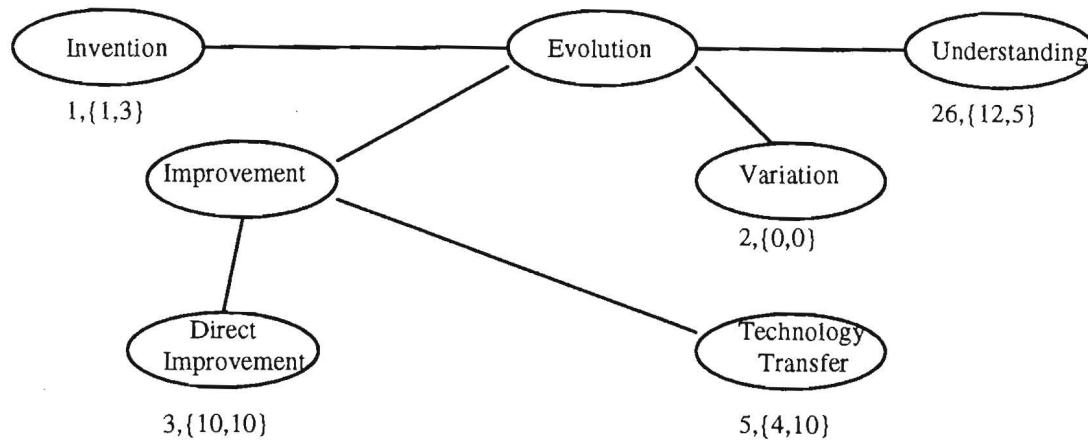 Invention
Evolution
Understanding
1,{1,3}
26,{12,5}
Improvement
Variation
2,{0,0}
Direct
Improvement
Technology
Transfer
3,{10,10}
5,{4,10}